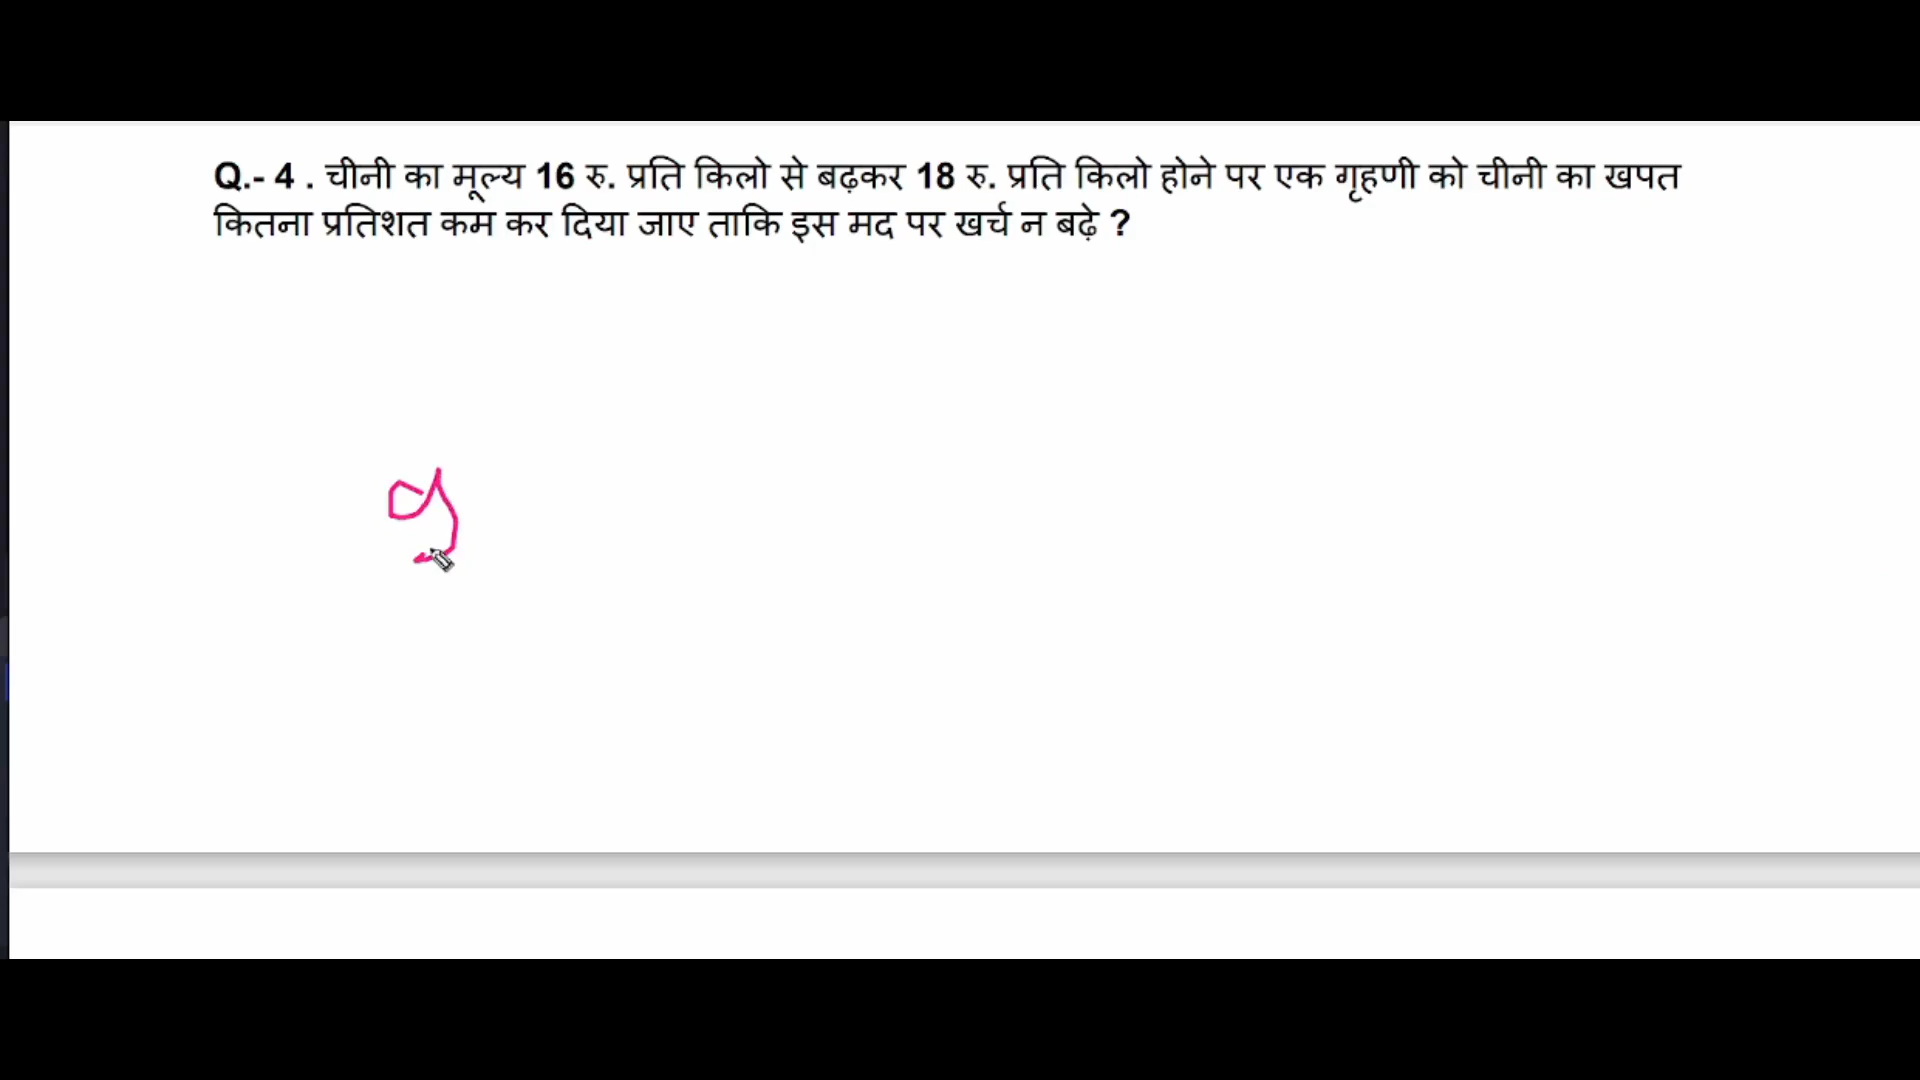 Q.- 4 . चीनी का मूल्य 16 रु. प्रति किलो से बढ़कर 18 रु. प्रति किलो होने पर एक गृहणी को चीनी का खपत
कितना प्रतिशत कम कर दिया जाए ताकि इस मद पर खर्च न बढ़े ?